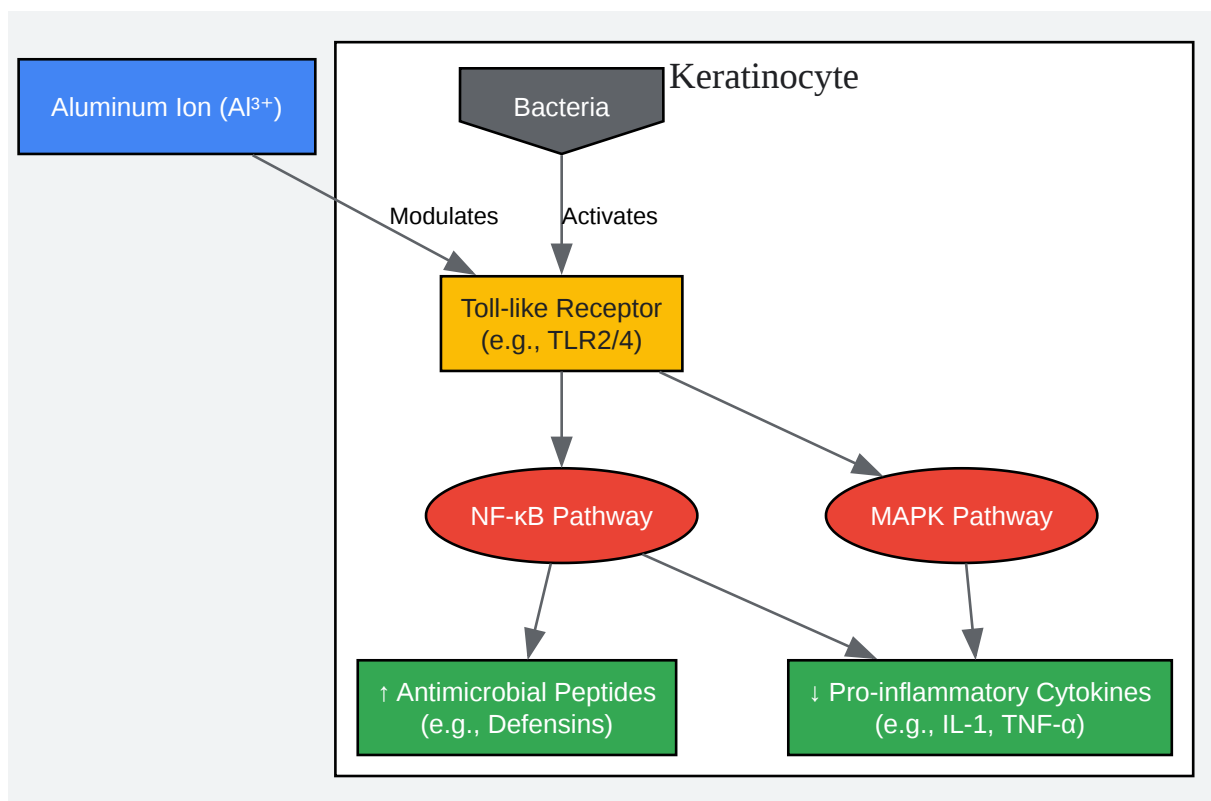 Keratinocyte
Aluminum Ion (Al³⁺)
Bacteria
Modulates
Activates
Toll-like Receptor
(e.g., TLR2/4)
NF-κB Pathway
MAPK Pathway
↑ Antimicrobial Peptides
(e.g., Defensins)
↓ Pro-inflammatory Cytokines
(e.g., IL-1, TNF-α)